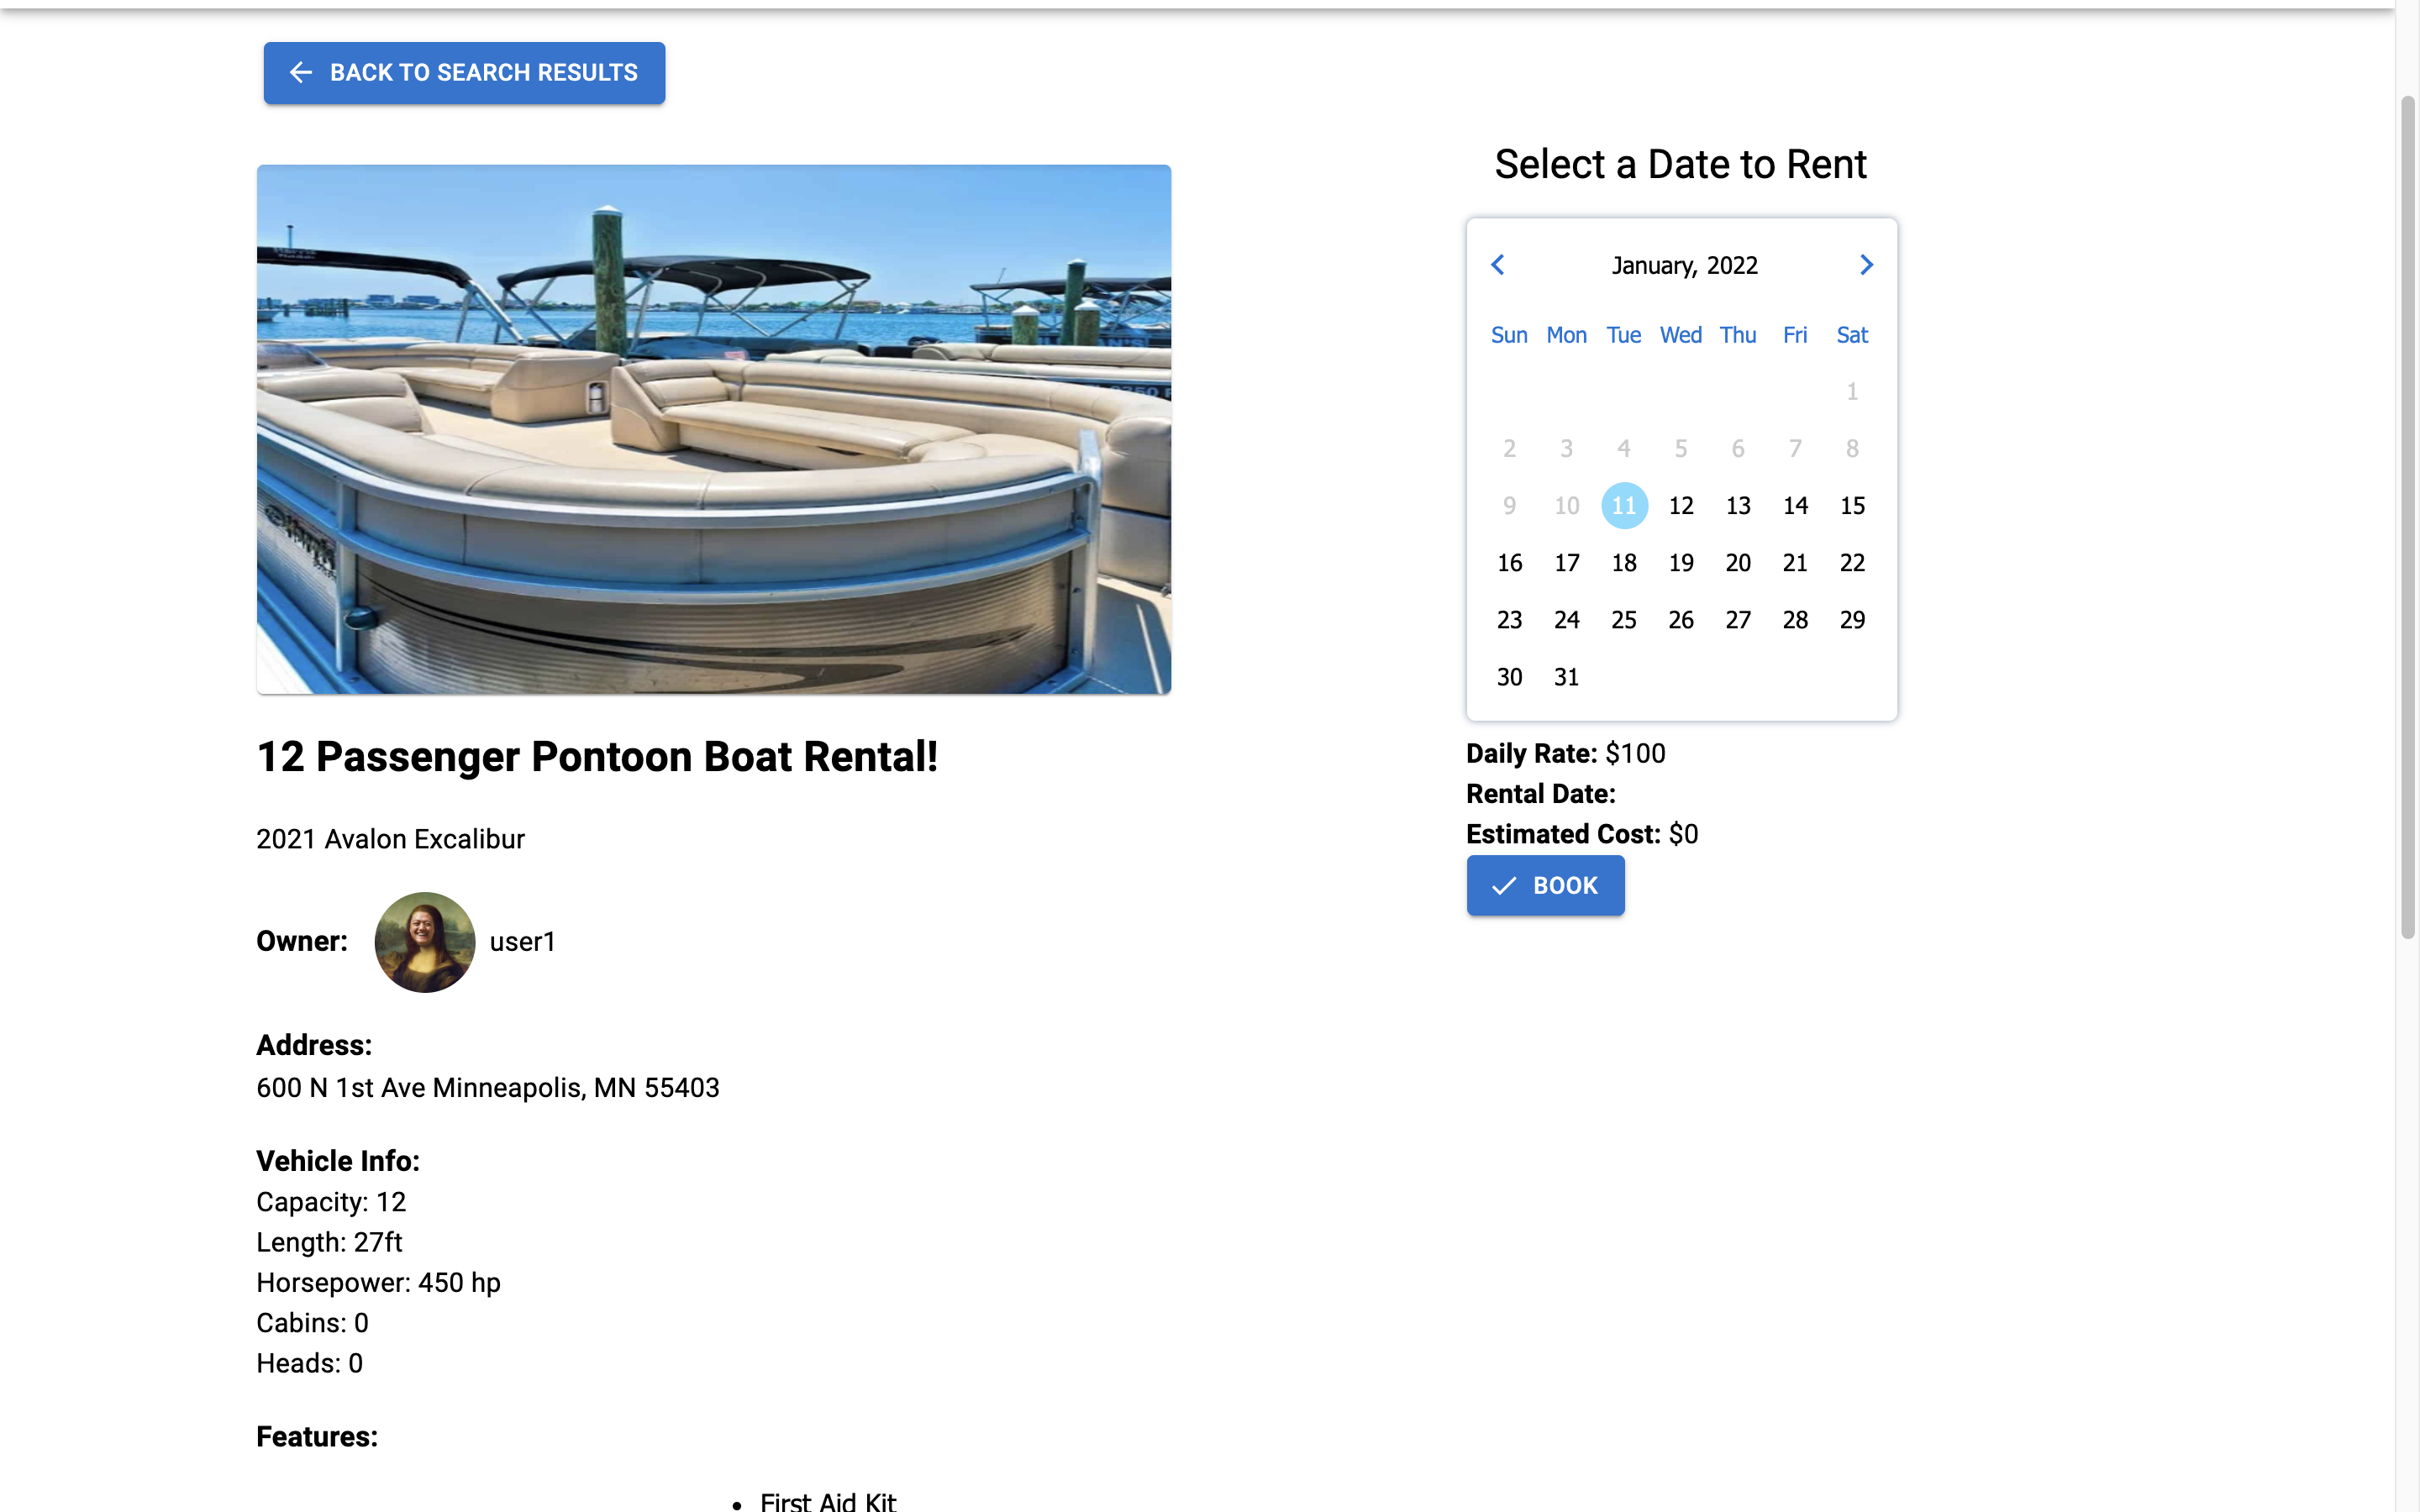 BACK TO SEARCH RESULTS
12 Passenger Pontoon Boat Rental!
2021 Avalon Excalibur
Owner: user1
Address:
600 N 1st Ave Minneapolis, MN 55403
Vehicle Info:
Capacity: 12
Length: 27ft
Horsepower: 450 hp
Cabins: 0
Heads: 0
Features:
• First Aid Kit
Select a Date to Rent
January, 2022
Sun Mon Tue Wed Thu Fri Sat
1
2 3 4 5 6 7 8
9 10 11 12 13 14 15
16 17 18 19 20 21 22
23 24 25 26 27 28 29
30 31
Daily Rate: $100
Rental Date:
Estimated Cost: $0
BOOK